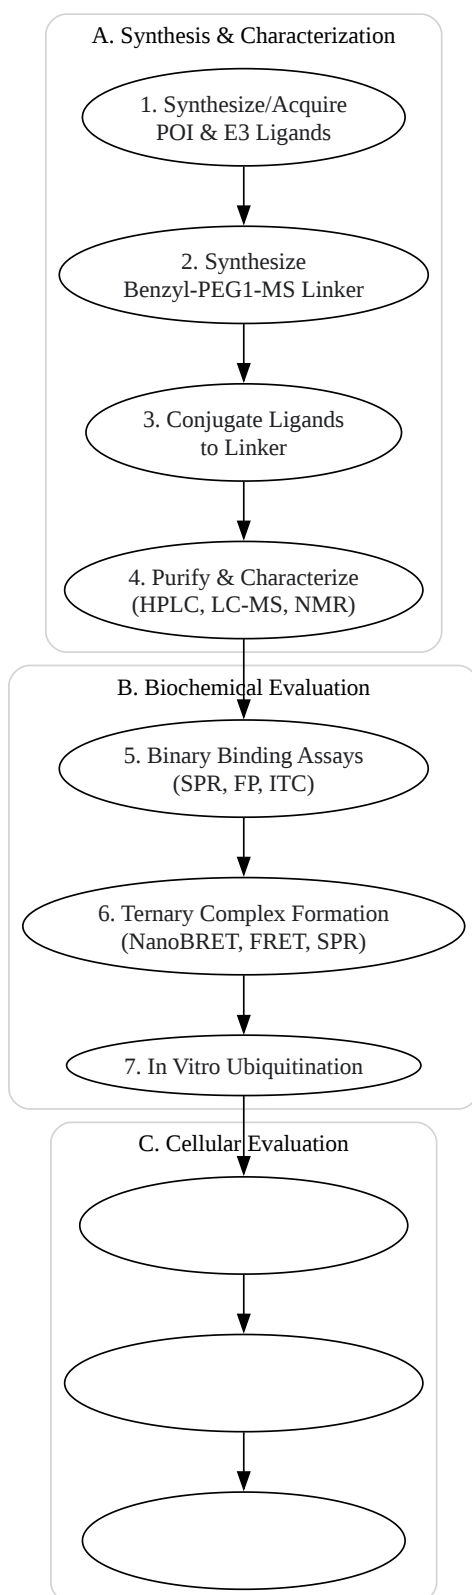 A. Synthesis & Characterization
1. Synthesize/Acquire
POI & E3 Ligands
2. Synthesize
Benzyl-PEG1-MS Linker
3. Conjugate Ligands
to Linker
4. Purify & Characterize
(HPLC, LC-MS, NMR)
B. Biochemical Evaluation
5. Binary Binding Assays
(SPR, FP, ITC)
6. Ternary Complex Formation
(NanoBRET, FRET, SPR)
7. In Vitro Ubiquitination
C. Cellular Evaluation